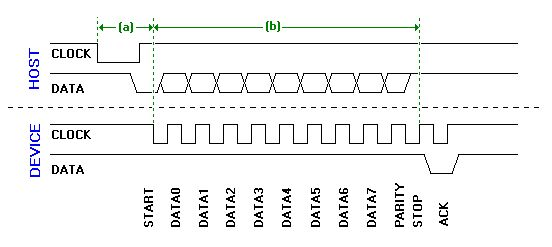 (a)
(b)
HOST
CLOCK
DATA
DEVICE
CLOCK
DATA
START
DATA0
DATA1
DATA2
DATA3
DATA4
DATA5
DATA6
DATA7
PARITY
STOP
ACK